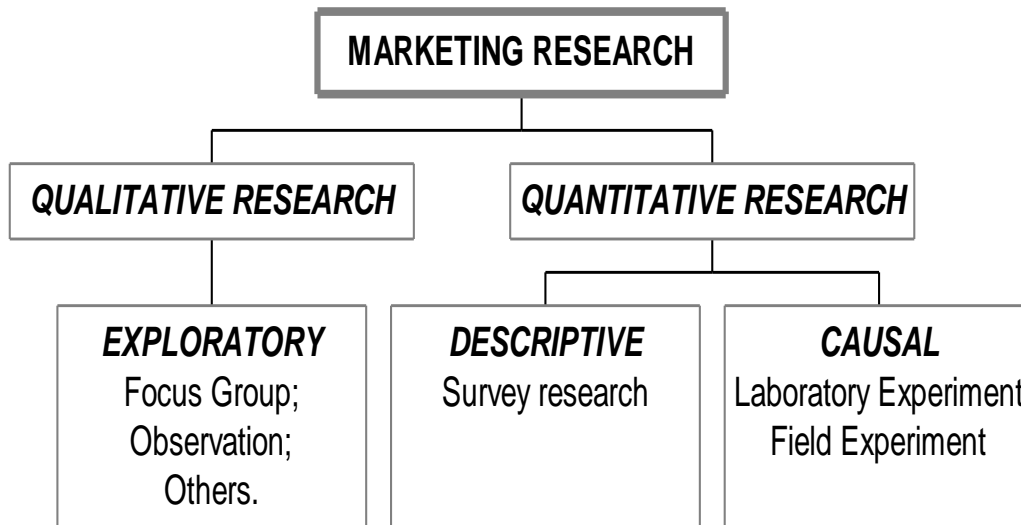 MARKETING RESEARCH
QUALITATIVE RESEARCH
QUANTITATIVE RESEARCH
EXPLORATORY
Focus Group;
Observation;
Others.
DESCRIPTIVE
Survey research
CAUSAL
Laboratory Experiment
Field Experiment